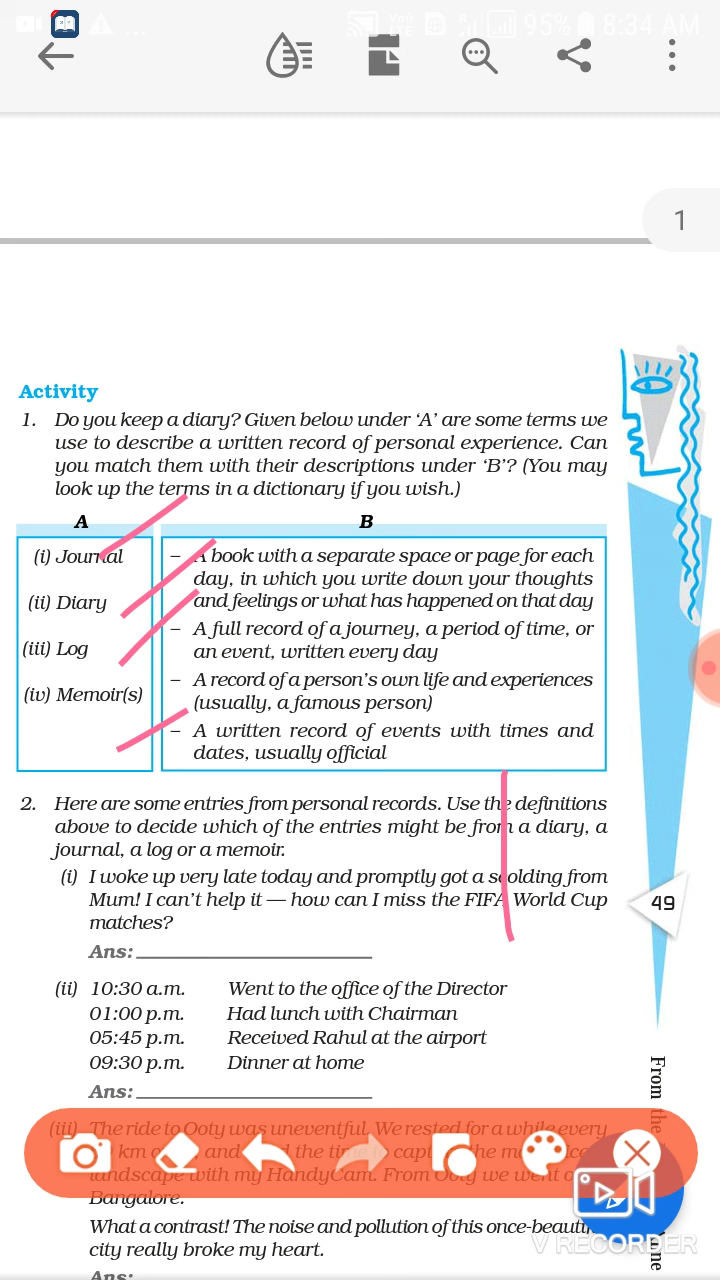 95% 8:34 AM
1
Activity
1. Do you keep a diary? Given below under ‘A’ are some terms we
use to describe a written record of personal experience. Can
you match them with their descriptions under ‘B’? (You may
look up the terms in a dictionary if you wish.)
A B
(i) Journal
(ii) Diary
(iii) Log
(iv) Memoir(s)
– A book with a separate space or page for each
day, in which you write down your thoughts
and feelings or what has happened on that day
– A full record of a journey, a period of time, or
an event, written every day
– A record of a person’s own life and experiences
(usually, a famous person)
– A written record of events with times and
dates, usually official
2. Here are some entries from personal records. Use the definitions
above to decide which of the entries might be from a diary, a
journal, a log or a memoir.
(i) I woke up very late today and promptly got a scolding from
Mum! I can’t help it — how can I miss the FIFA World Cup
matches?
Ans:
49
(ii) 10:30 a.m. Went to the office of the Director
01:00 p.m. Had lunch with Chairman
05:45 p.m. Received Rahul at the airport
09:30 p.m. Dinner at home
Ans:
From the
(iii) The ride to Ooty was uneventful. We rested for a while every
km and the to the
landscape with my HandyCam. From Ooty we went
Bangalore.
What a contrast! The noise and pollution of this once-beauti
city really broke my heart.
V RECORDER
Ans: